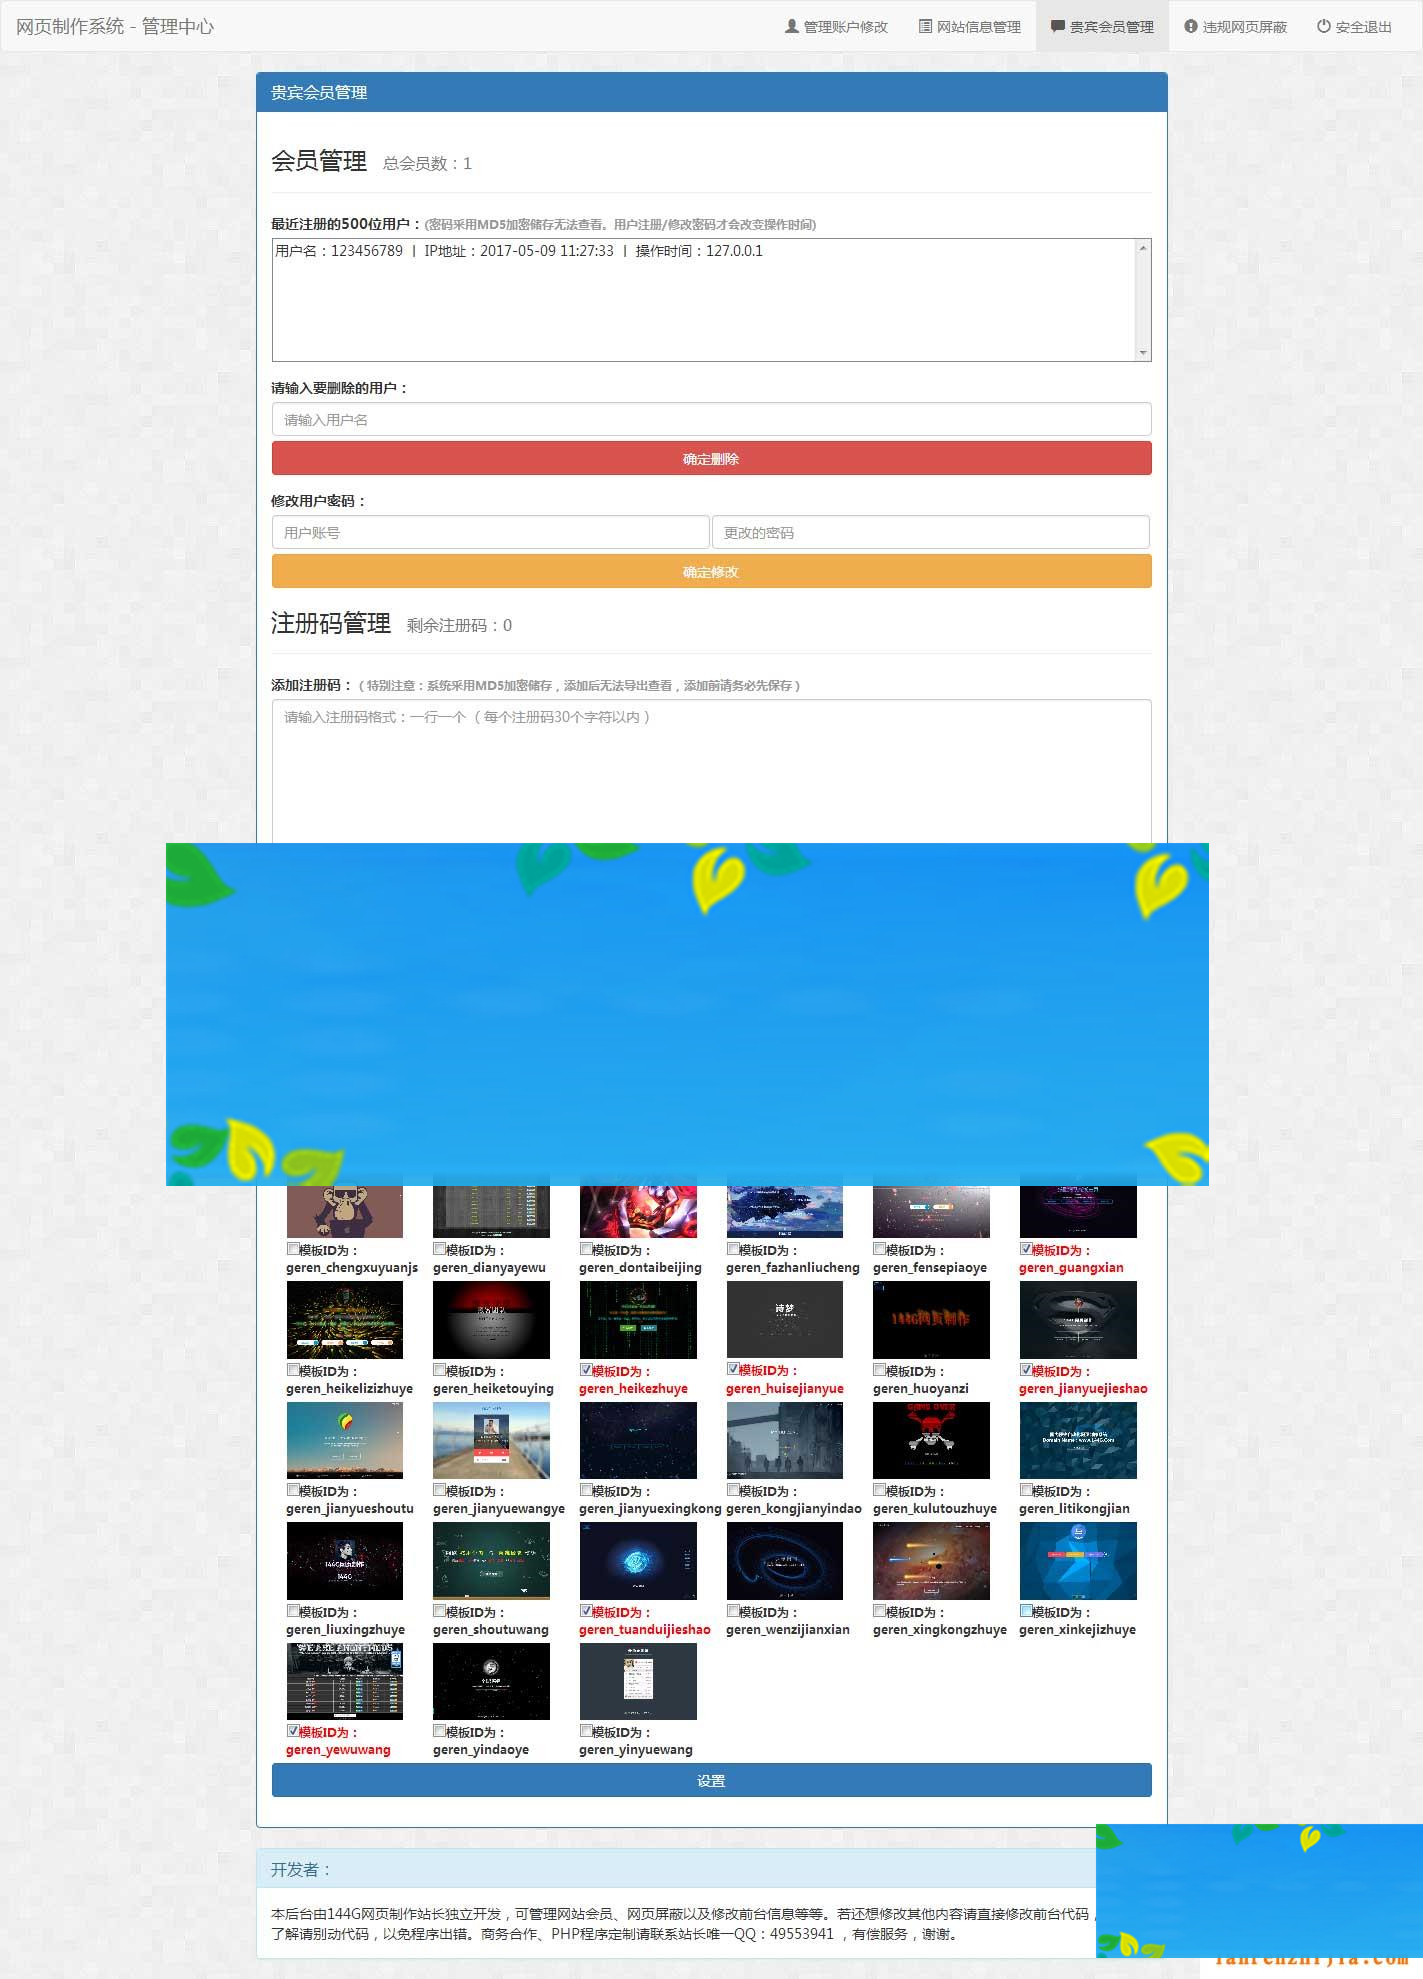 网页制作系统 - 管理中心
管理账户修改 网站信息管理 贵宾会员管理 违规网页屏蔽 安全退出
贵宾会员管理
会员管理 总会员数：1
最近注册的500位用户：(密码采用MD5加密储存无法查看。用户注册/修改密码才会改变操作时间)
用户名：123456789 | IP地址：2017-05-09 11:27:33 | 操作时间：127.0.0.1
请输入要删除的用户：
请输入用户名
确定删除
修改用户密码：
用户账号 更改的密码
确定修改
注册码管理 剩余注册码：0
添加注册码：（特别注意：系统采用MD5加密储存，添加后无法导出查看，添加前请务必先保存）
请输入注册码格式：一行一个（每个注册码30个字符以内）
模板ID为： 模板ID为： 模板ID为： 模板ID为： 模板ID为： 模板ID为：
geren_chengxuyuanjs geren_dianyayewu geren_dontaibeijing geren_fazhanliucheng geren_fensepiaoye geren_guangxian
诗梦
144G网页制作
模板ID为： 模板ID为： 模板ID为： 模板ID为： 模板ID为： 模板ID为：
geren_heikelizizhuye geren_heiketouying geren_heikezhuye geren_huisejianyue geren_huoyanzi geren_jianyuejieshao
GAME OVER
模板ID为： 模板ID为： 模板ID为： 模板ID为： 模板ID为： 模板ID为：
geren_jianyueshoutu geren_jianyuewangye geren_jianyuexingkong geren_kongjianyindao geren_kulutouzhuye geren_litikongjian
144G
模板ID为： 模板ID为： 模板ID为： 模板ID为： 模板ID为： 模板ID为：
geren_liuxingzhuye geren_shoutuwang geren_tuanduijieshao geren_wenzijianxian geren_xingkongzhuye geren_xinkejizhuye
模板ID为： 模板ID为： 模板ID为：
geren_yewuwang geren_yindaoye geren_yinyuewang
设置
开发者：
本后台由144G网页制作站长独立开发，可管理网站会员、网页屏蔽以及修改前台信息等等。若还想修改其他内容请直接修改前台代码，
了解请别动代码，以免程序出错。商务合作、PHP程序定制请联系站长唯一QQ：49553941 ，有偿服务，谢谢。